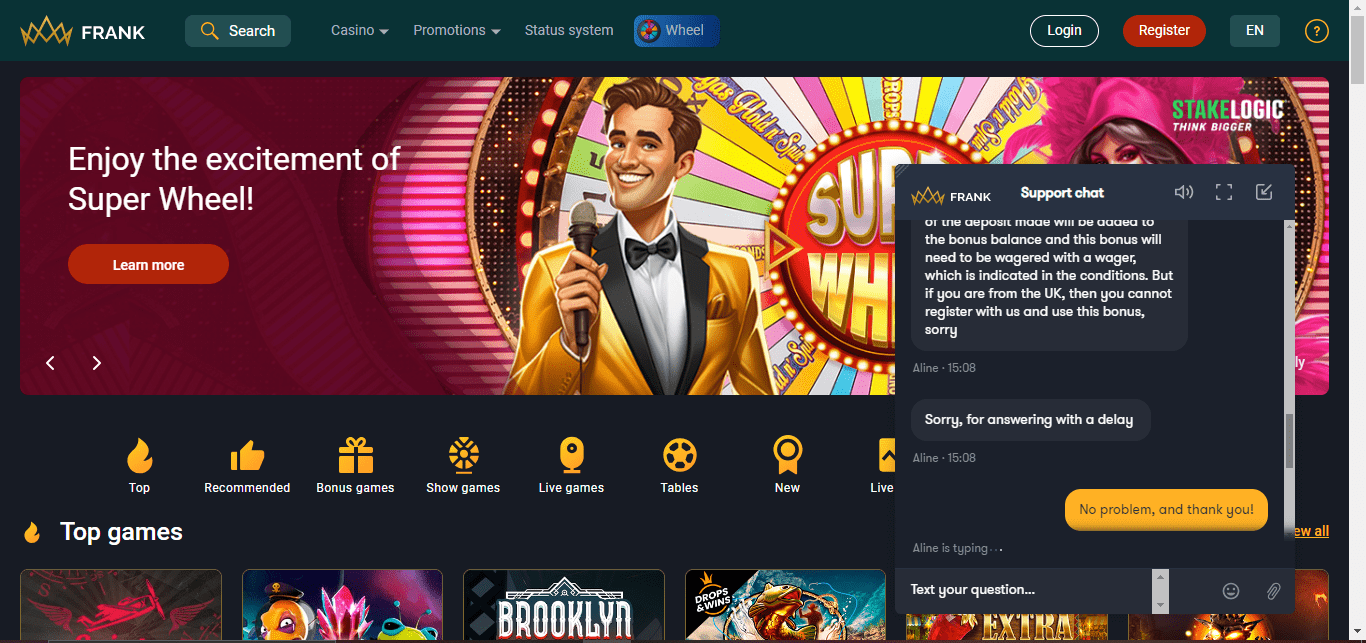 FRANK
Search
Casino
Promotions
Status system
Wheel
Login
Register
EN
?
Enjoy the excitement of
Super Wheel!
Learn more
STAKELOGIC
THINK BIGGER
SUPER
WHEEL
ly
FRANK
Support chat
of the deposit made will be added to
the bonus balance and this bonus will
need to be wagered with a wager,
which is indicated in the conditions. But
if you are from the UK, then you cannot
register with us and use this bonus,
sorry
Aline · 15:08
Sorry, for answering with a delay
Aline · 15:08
No problem, and thank you!
Aline is typing···
Text your question...
Top
Recommended
Bonus games
Show games
Live games
Tables
New
Live
Top games
ew all
BROOKLYN
DROPS
& WINS
EXTRA